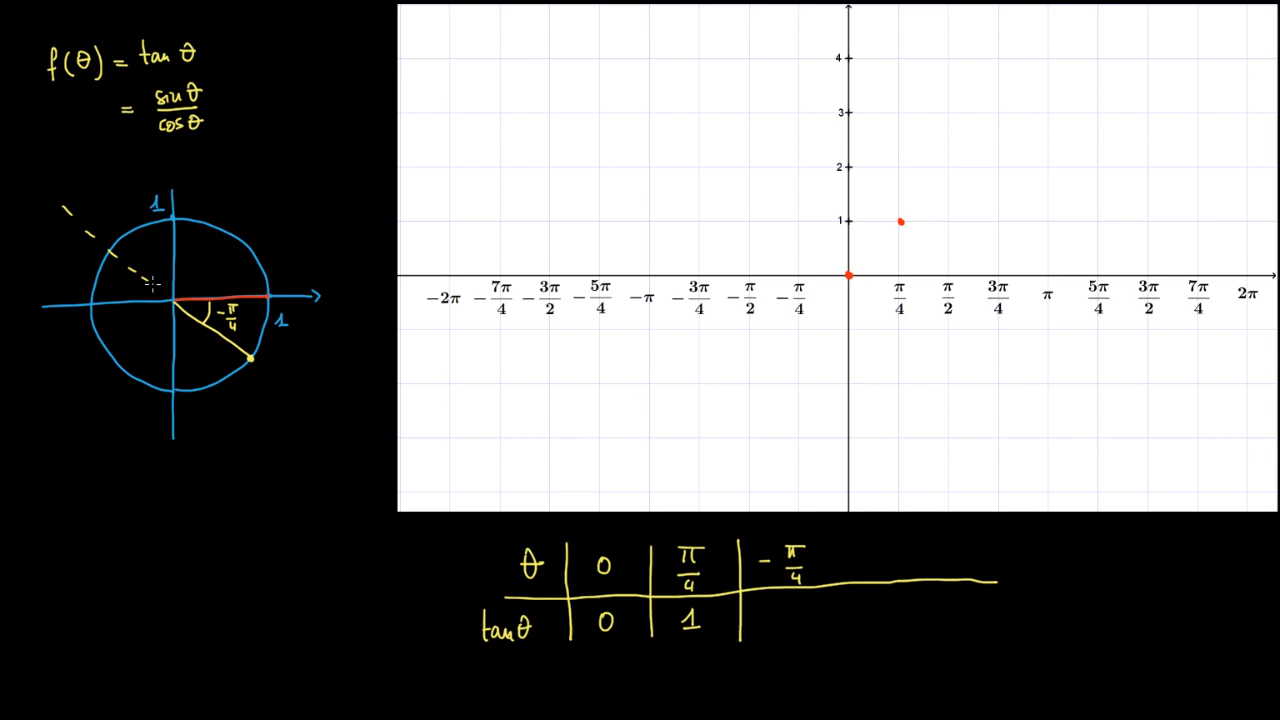 f(θ) = tan θ
= sin θ / cos θ
1
-π/4
1
4
3
2
1
−2π −7π/4 −3π/2 −5π/4 −π −3π/4 −π/2 −π/4 π/4 π/2 3π/4 π 5π/4 3π/2 7π/4 2π
θ 0 π/4 -π/4
tan θ 0 1